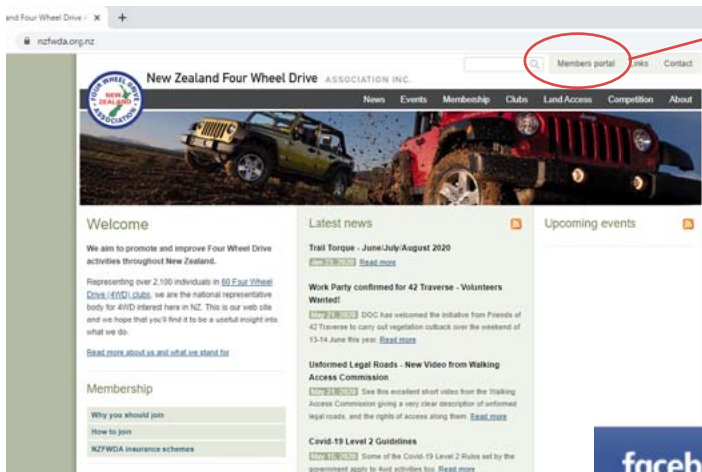 and Four Wheel Drive
nzfwda.org.nz
Members portal Links Contact
New Zealand Four Wheel Drive ASSOCIATION INC.
FOUR WHEEL DRIVE
NEW ZEALAND
ASSOCIATION
News Events Membership Clubs Land Access Competition About
Welcome
We aim to promote and improve Four Wheel Drive
activities throughout New Zealand.
Representing over 2,100 individuals in 60 Four Wheel
Drive (4WD) clubs, we are the national representative
body for 4WD interest here in NZ. This is our web site
and we hope that you'll find it to be a useful insight into
what we do.
Read more about us and what we stand for
Membership
Why you should join
How to join
NZFWDA insurance schemes
Latest news
Trail Torque - June/July/August 2020
2020 Read more
Work Party confirmed for 42 Traverse - Volunteers
Wanted!
May 21, 2020 DOC has welcomed the initiative from Friends of
42 Traverse to carry out vegetation cutback over the weekend of
13-14 June this year. Read more
Unformed Legal Roads - New Video from Walking
Access Commission
May 21, 2020 See this excellent short video from the Walking
Access Commission giving a very clear description of unformed
legal roads, and the rights of access along them. Read more
Covid-19 Level 2 Guidelines
May 15, 2020 Some of the Covid-19 Level 2 Rules set by the
government apply to 4wd activities too. Read more
Upcoming events
faceb